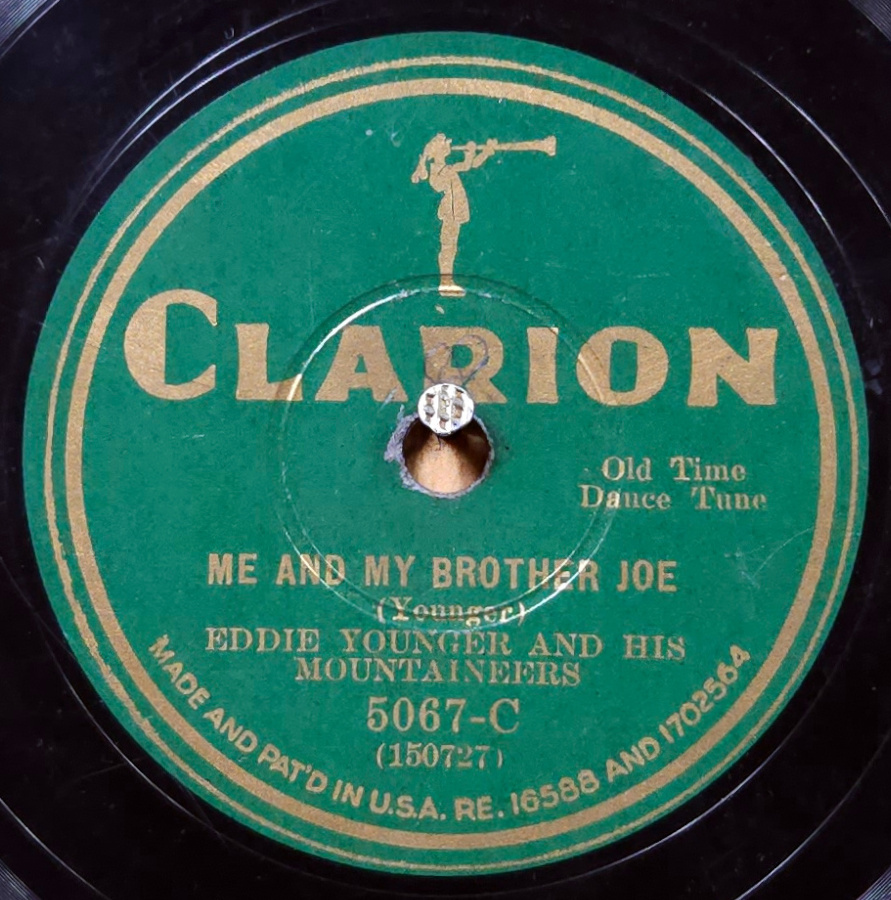 CLARION
Old Time
Dance Tune
ME AND MY BROTHER JOE
(Younger)
EDDIE YOUNGER AND HIS
MOUNTAINEERS
5067-C
(150727)
MADE AND PAT'D IN U.S.A. RE. 16588 AND 1702564